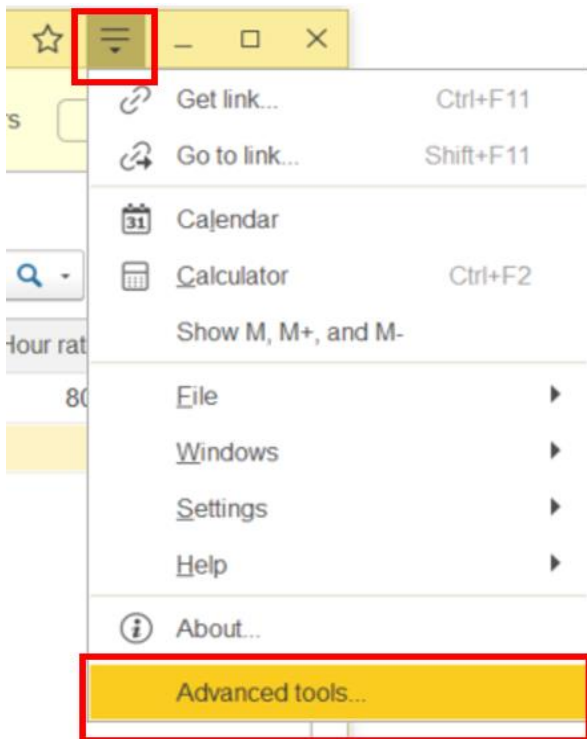 Get link... Ctrl+F11
s
Go to link... Shift+F11
31 Calendar
Calculator Ctrl+F2
Show M, M+, and M-
Hour rat
80
File
Windows
Settings
Help
About...
Advanced tools...